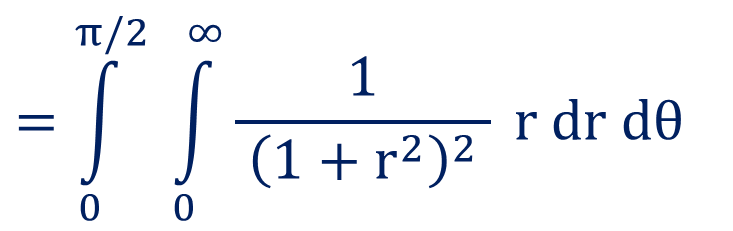 = ∫₀^(π/2) ∫₀^∞ 1/(1 + r²)² r dr dθ